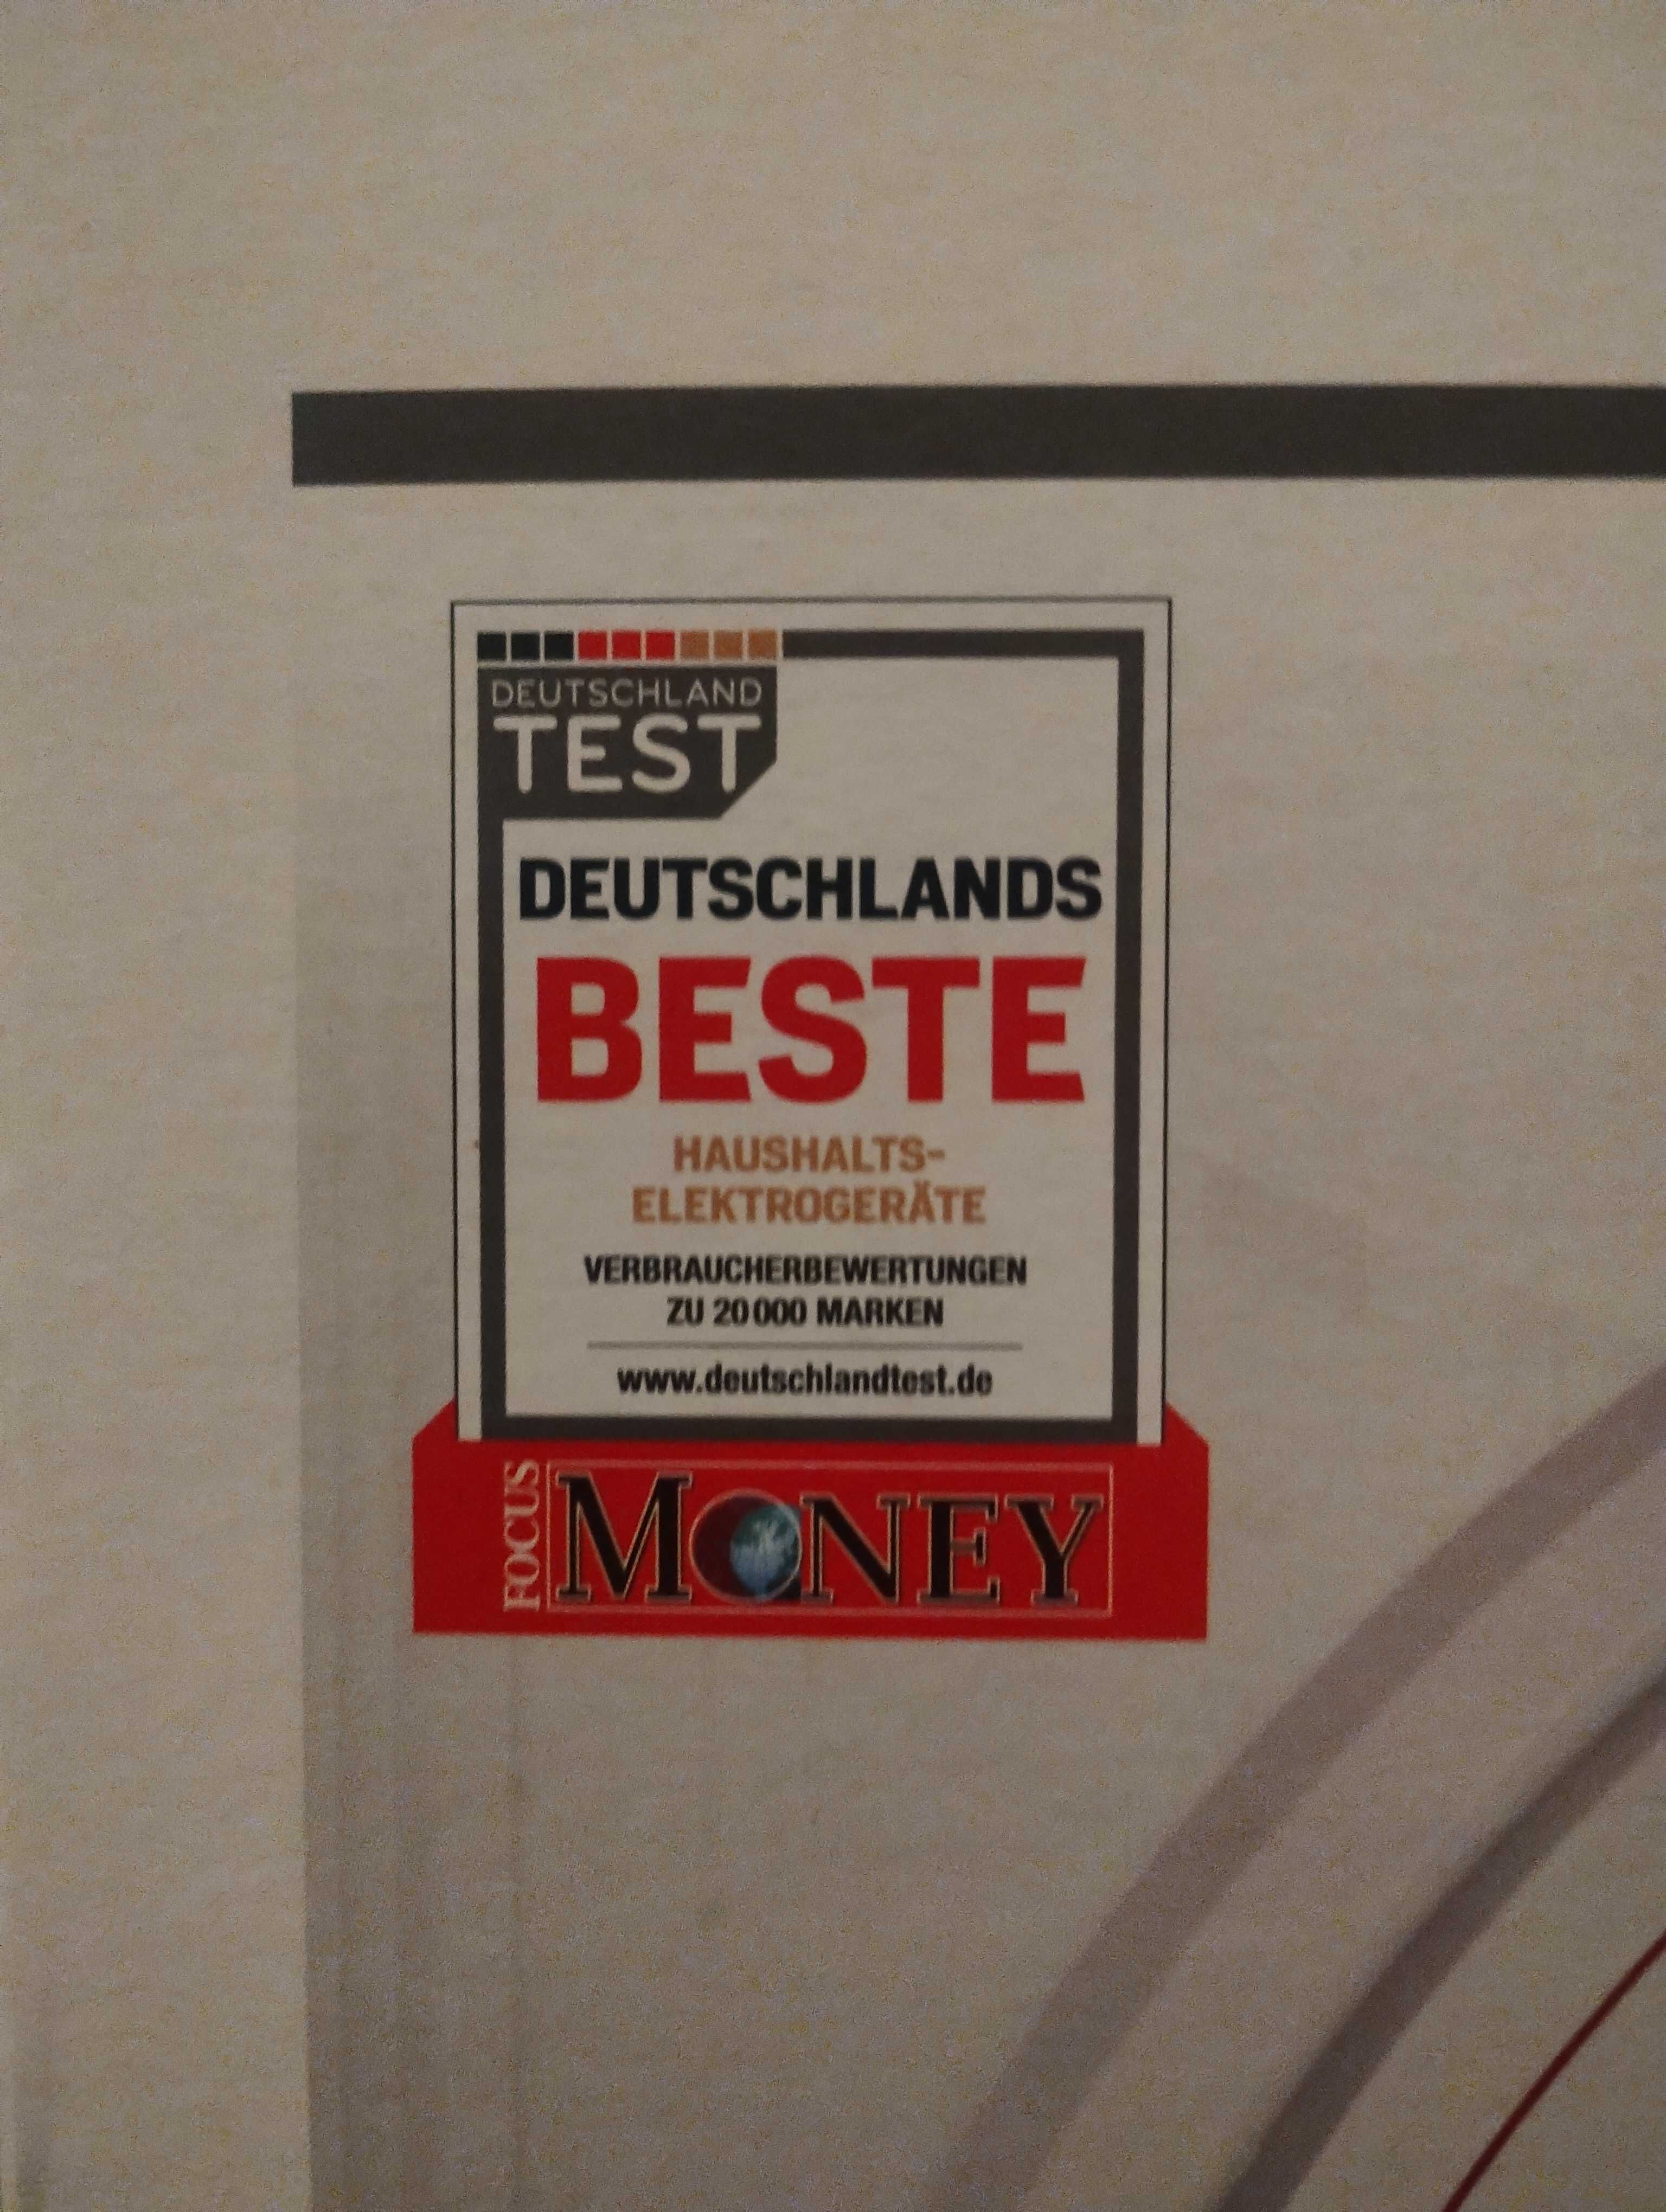 DEUTSCHLAND
TEST
DEUTSCHLANDS
BESTE
HAUSHALTS-
ELEKTROGERÄTE
VERBRAUCHERBEWERTUNGEN
ZU 20 000 MARKEN
www.deutschlandtest.de
FOCUS
MONEY